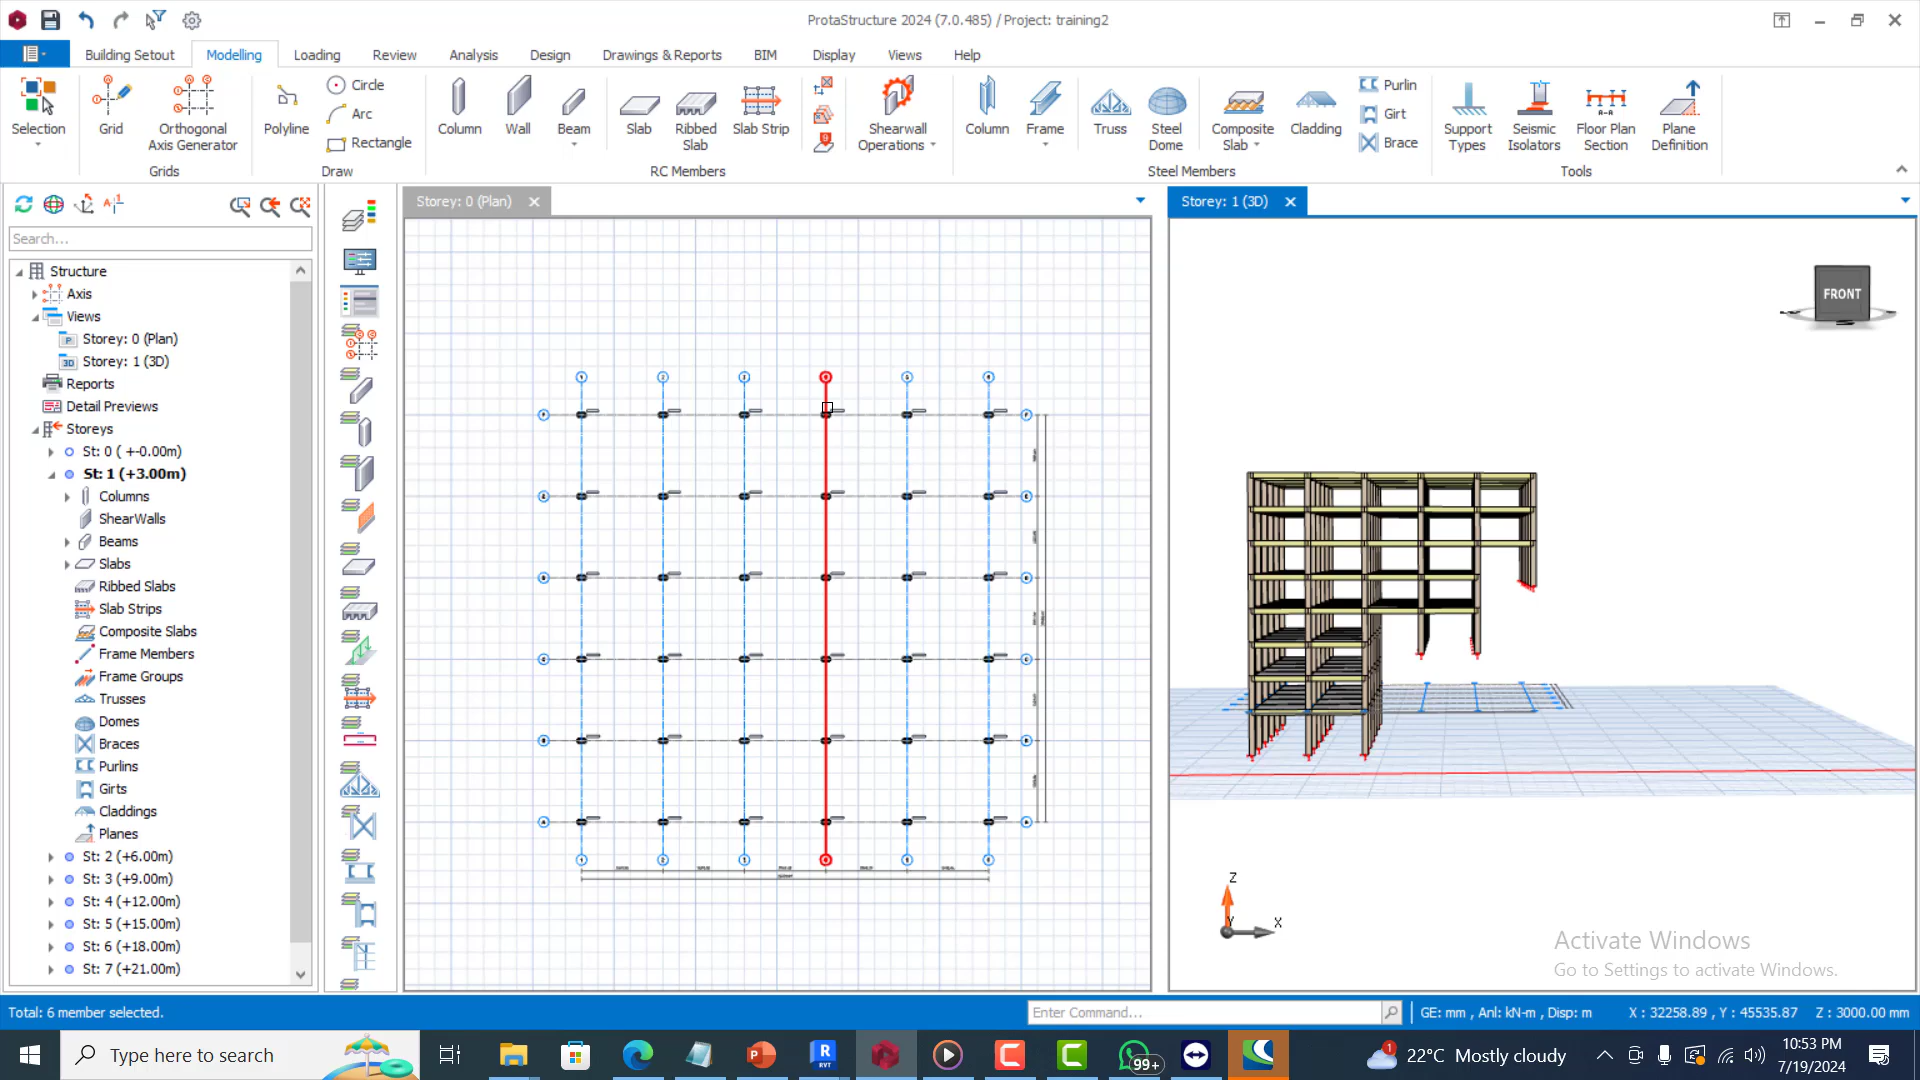 ProtaStructure 2024 (7.0.485) / Project: training2
Building Setout
Modelling
Loading
Review
Analysis
Design
Drawings & Reports
BIM
Display
Views
Help
Selection
Grid
Orthogonal
Axis Generator
Grids
Polyline
Circle
Arc
Rectangle
Draw
Column
Wall
Beam
Slab
Ribbed
Slab
Slab Strip
Shearwall
Operations
RC Members
Column
Frame
Truss
Steel
Dome
Composite
Slab
Cladding
Purlin
Girt
Brace
Steel Members
Support
Types
Seismic
Isolators
Floor Plan
Section
Plane
Definition
Tools
Search...
Structure
Axis
Views
Storey: 0 (Plan)
Storey: 1 (3D)
Reports
Detail Previews
Storeys
St: 0 ( +-0.00m)
St: 1 (+3.00m)
Columns
ShearWalls
Beams
Slabs
Ribbed Slabs
Slab Strips
Composite Slabs
Frame Members
Frame Groups
Trusses
Domes
Braces
Purlins
Girts
Claddings
Planes
St: 2 (+6.00m)
St: 3 (+9.00m)
St: 4 (+12.00m)
St: 5 (+15.00m)
St: 6 (+18.00m)
St: 7 (+21.00m)
Storey: 0 (Plan)
Storey: 1 (3D)
FRONT
Z
Y
X
Activate Windows
Go to Settings to activate Windows.
Total: 6 member selected.
Enter Command...
GE: mm , Anl: kN-m , Disp: m
X : 32258.89 , Y : 45535.87
Z : 3000.00 mm
Type here to search
99+
1
22°C Mostly cloudy
10:53 PM
7/19/2024